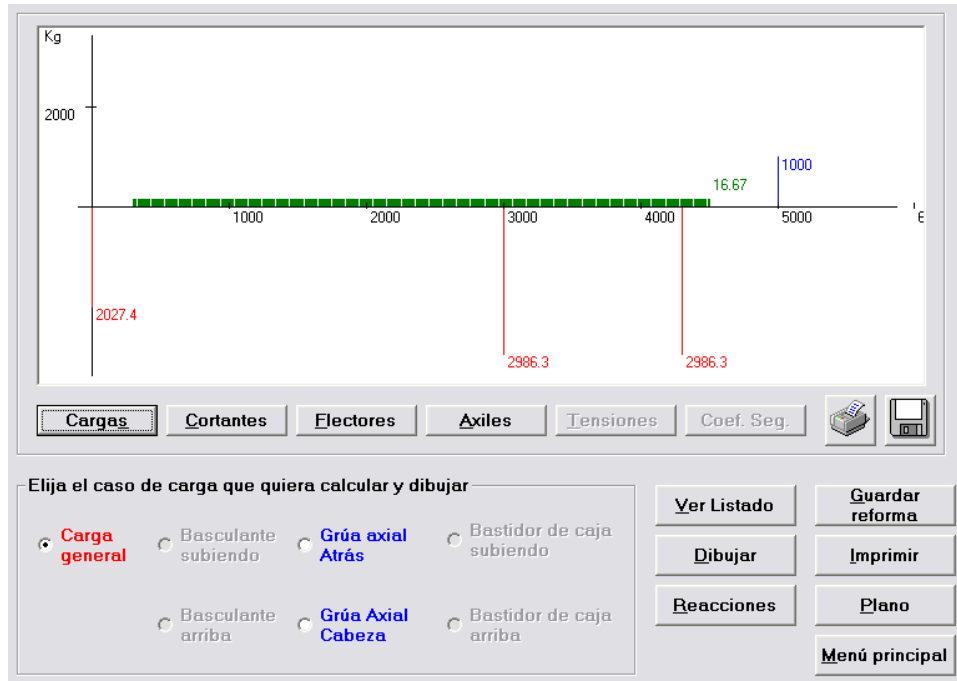 Kg
2000
1000
16.67
1000 2000 3000 4000 5000 6
2027.4
2986.3 2986.3
Cargas Cortantes Flectores Axiles Tensiones Coef. Seg.
Elija el caso de carga que quiera calcular y dibujar
Carga general
Basculante subiendo
Grúa axial Atrás
Bastidor de caja subiendo
Basculante arriba
Grúa Axial Cabeza
Bastidor de caja arriba
Ver Listado
Guardar reforma
Dibujar
Imprimir
Reacciones
Plano
Menú principal